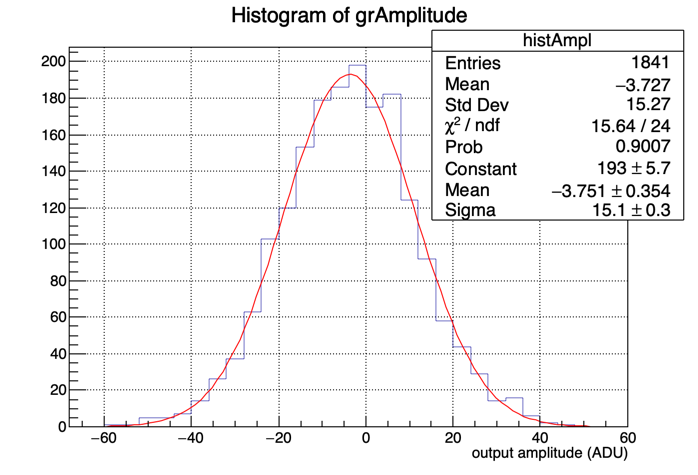 Histogram of grAmplitude
histAmpl
Entries 1841
Mean −3.727
Std Dev 15.27
χ² / ndf 15.64 / 24
Prob 0.9007
Constant 193 ± 5.7
Mean −3.751 ± 0.354
Sigma 15.1 ± 0.3
200
180
160
140
120
100
80
60
40
20
0
−60 −40 −20 0 20 40 60
output amplitude (ADU)